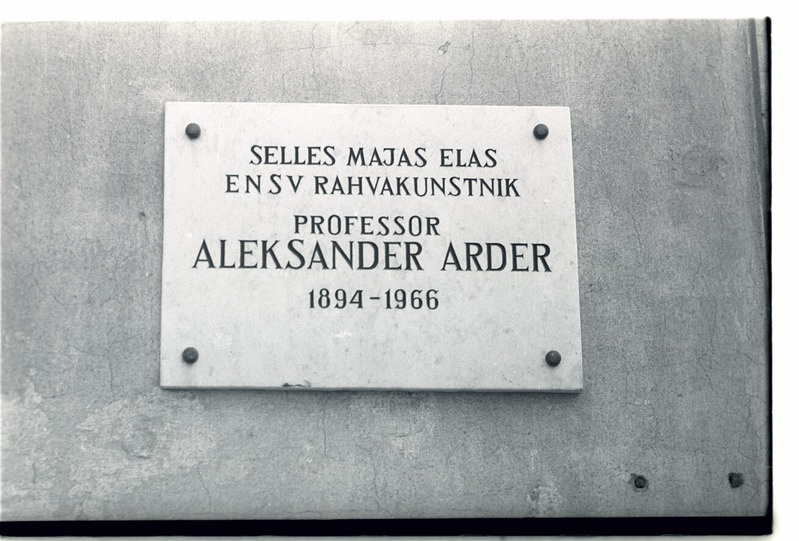 SELLES MAJAS ELAS
ENSV RAHVAKUNSTNIK
PROFESSOR
ALEKSANDER ARDER
1894-1966